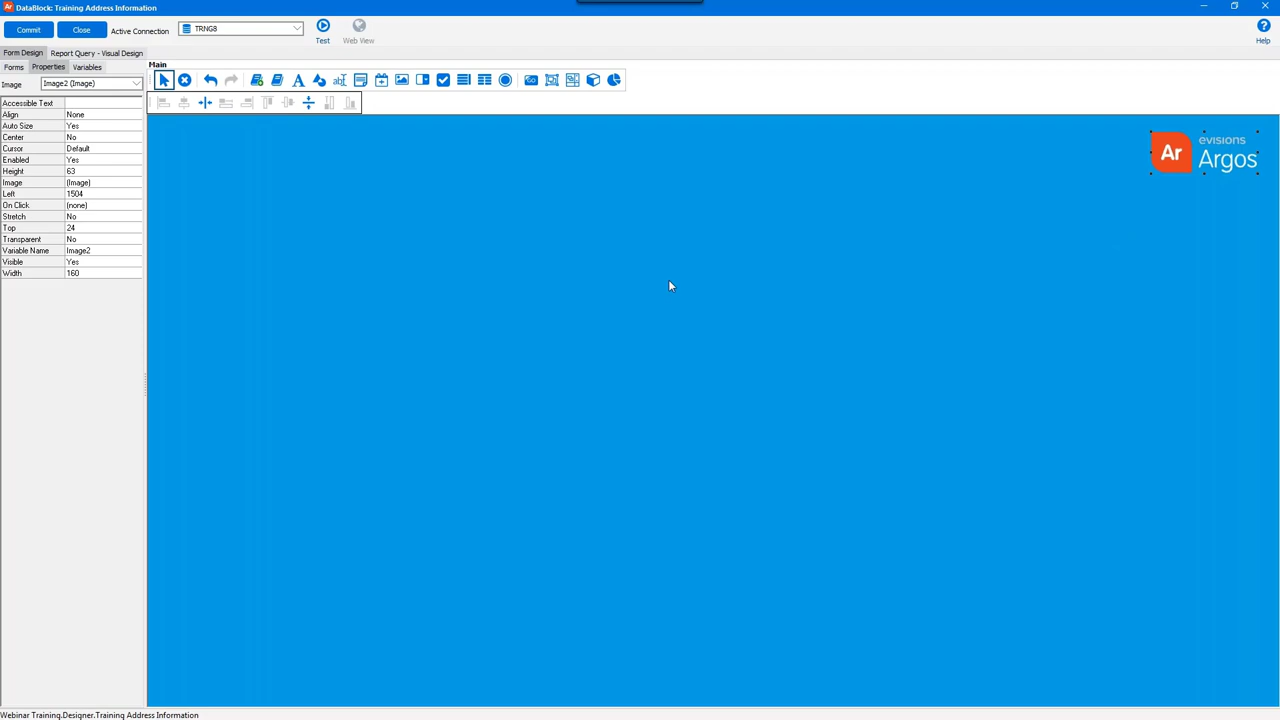 Ar DataBlock: Training Address Information
Commit Close Active Connection TRNG8 Test Web View Help
Form Design Report Query - Visual Design
Forms Properties Variables
Main
Image Image2 (Image)
Accessible Text
Align None
Auto Size Yes
Center No
Cursor Default
Enabled Yes
Height 63
Image (Image)
Left 1504
On Click (none)
Stretch No
Top 24
Transparent No
Variable Name Image2
Visible Yes
Width 160
Ar evisions
Argos
Webinar Training.Designer.Training Address Information